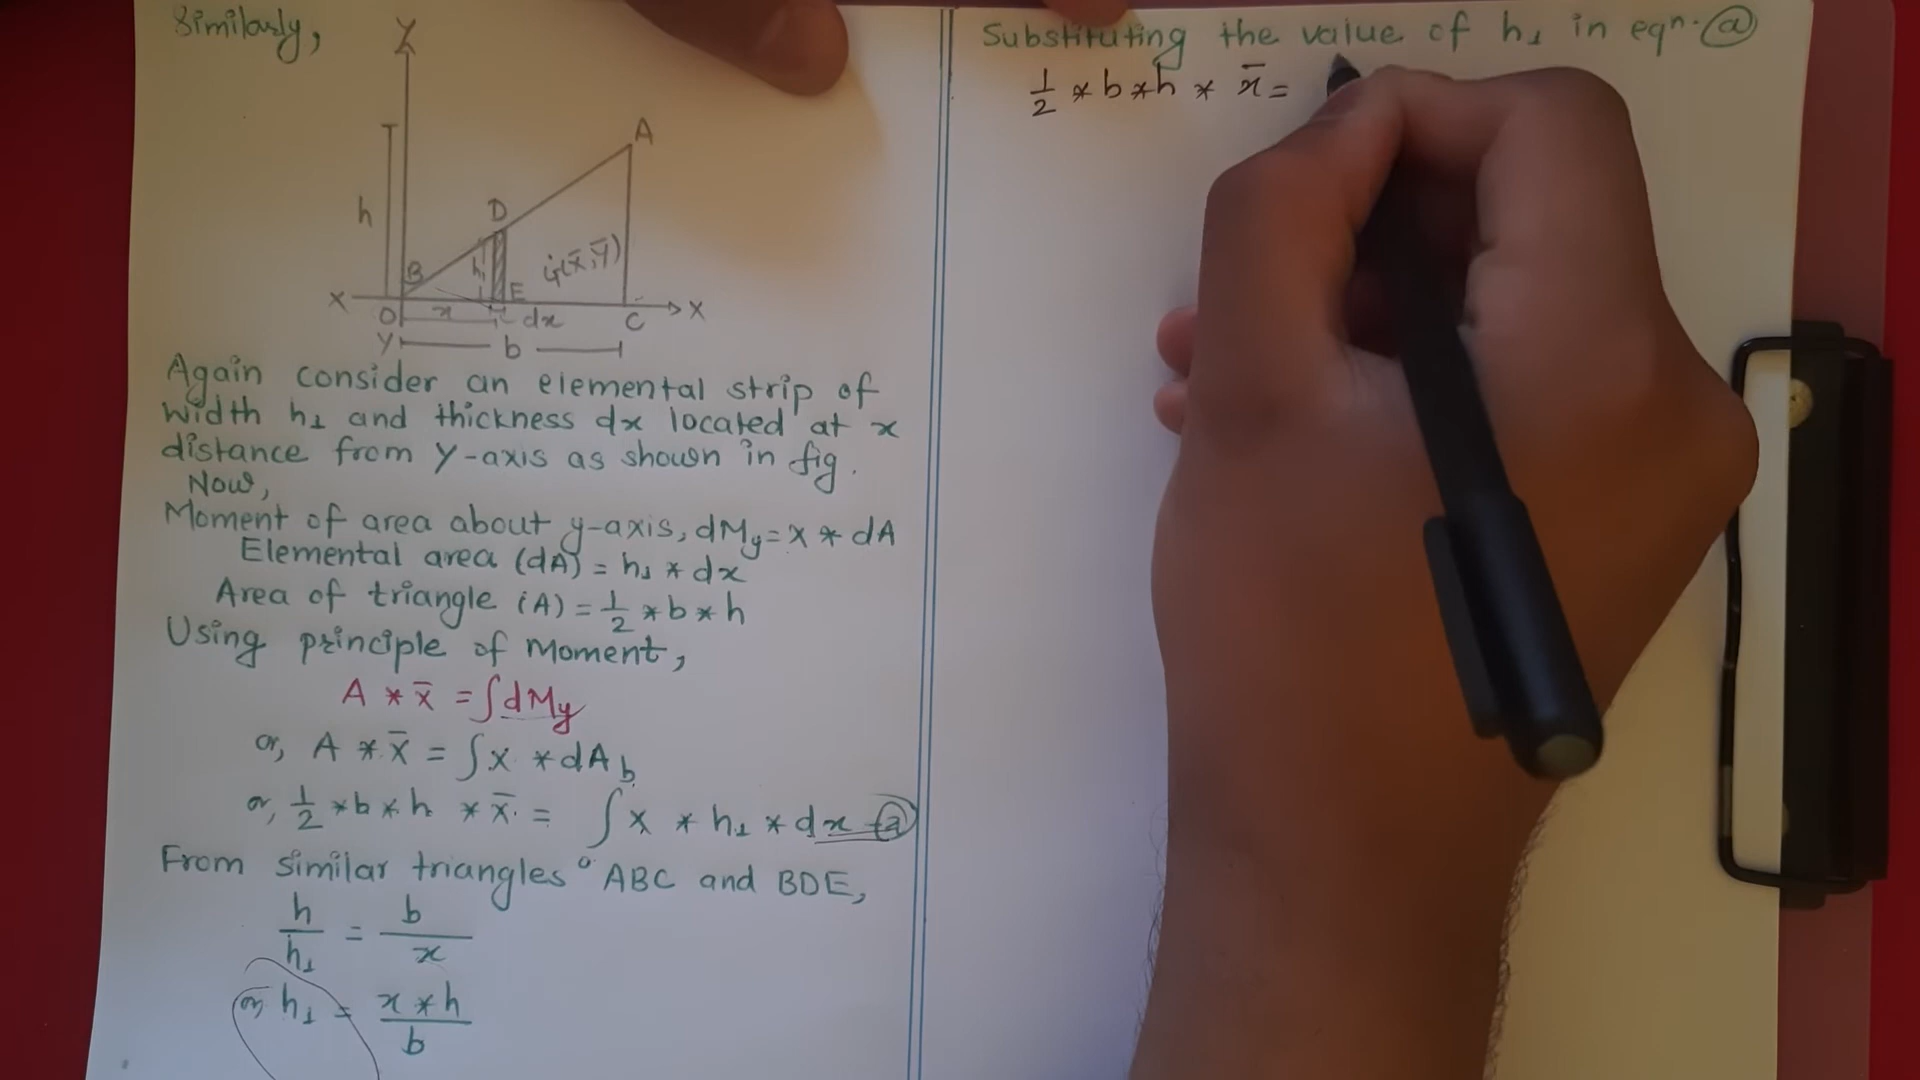 Similarly,
Y
A
h
D
B
h1
G(x̄,ȳ)
E
X
X
O
x
dx
C
Y
b
Again consider an elemental strip of
width h1 and thickness dx located at x
distance from Y-axis as shown in fig.
Now,
Moment of area about y-axis, dMy = x * dA
Elemental area (dA) = h1 * dx
Area of triangle (A) = 1/2 * b * h
Using principle of Moment,
A * x̄ = ∫dMy
or, A * x̄ = ∫x * dA
or, 1/2 * b * h * x̄ = ∫₀ᵇ x * h1 * dx - ⓐ
From similar triangles ABC and BDE,
h/h1 = b/x
or h1 = x * h / b
Substituting the value of h1 in eqn. ⓐ
1/2 * b * h * x̄ =